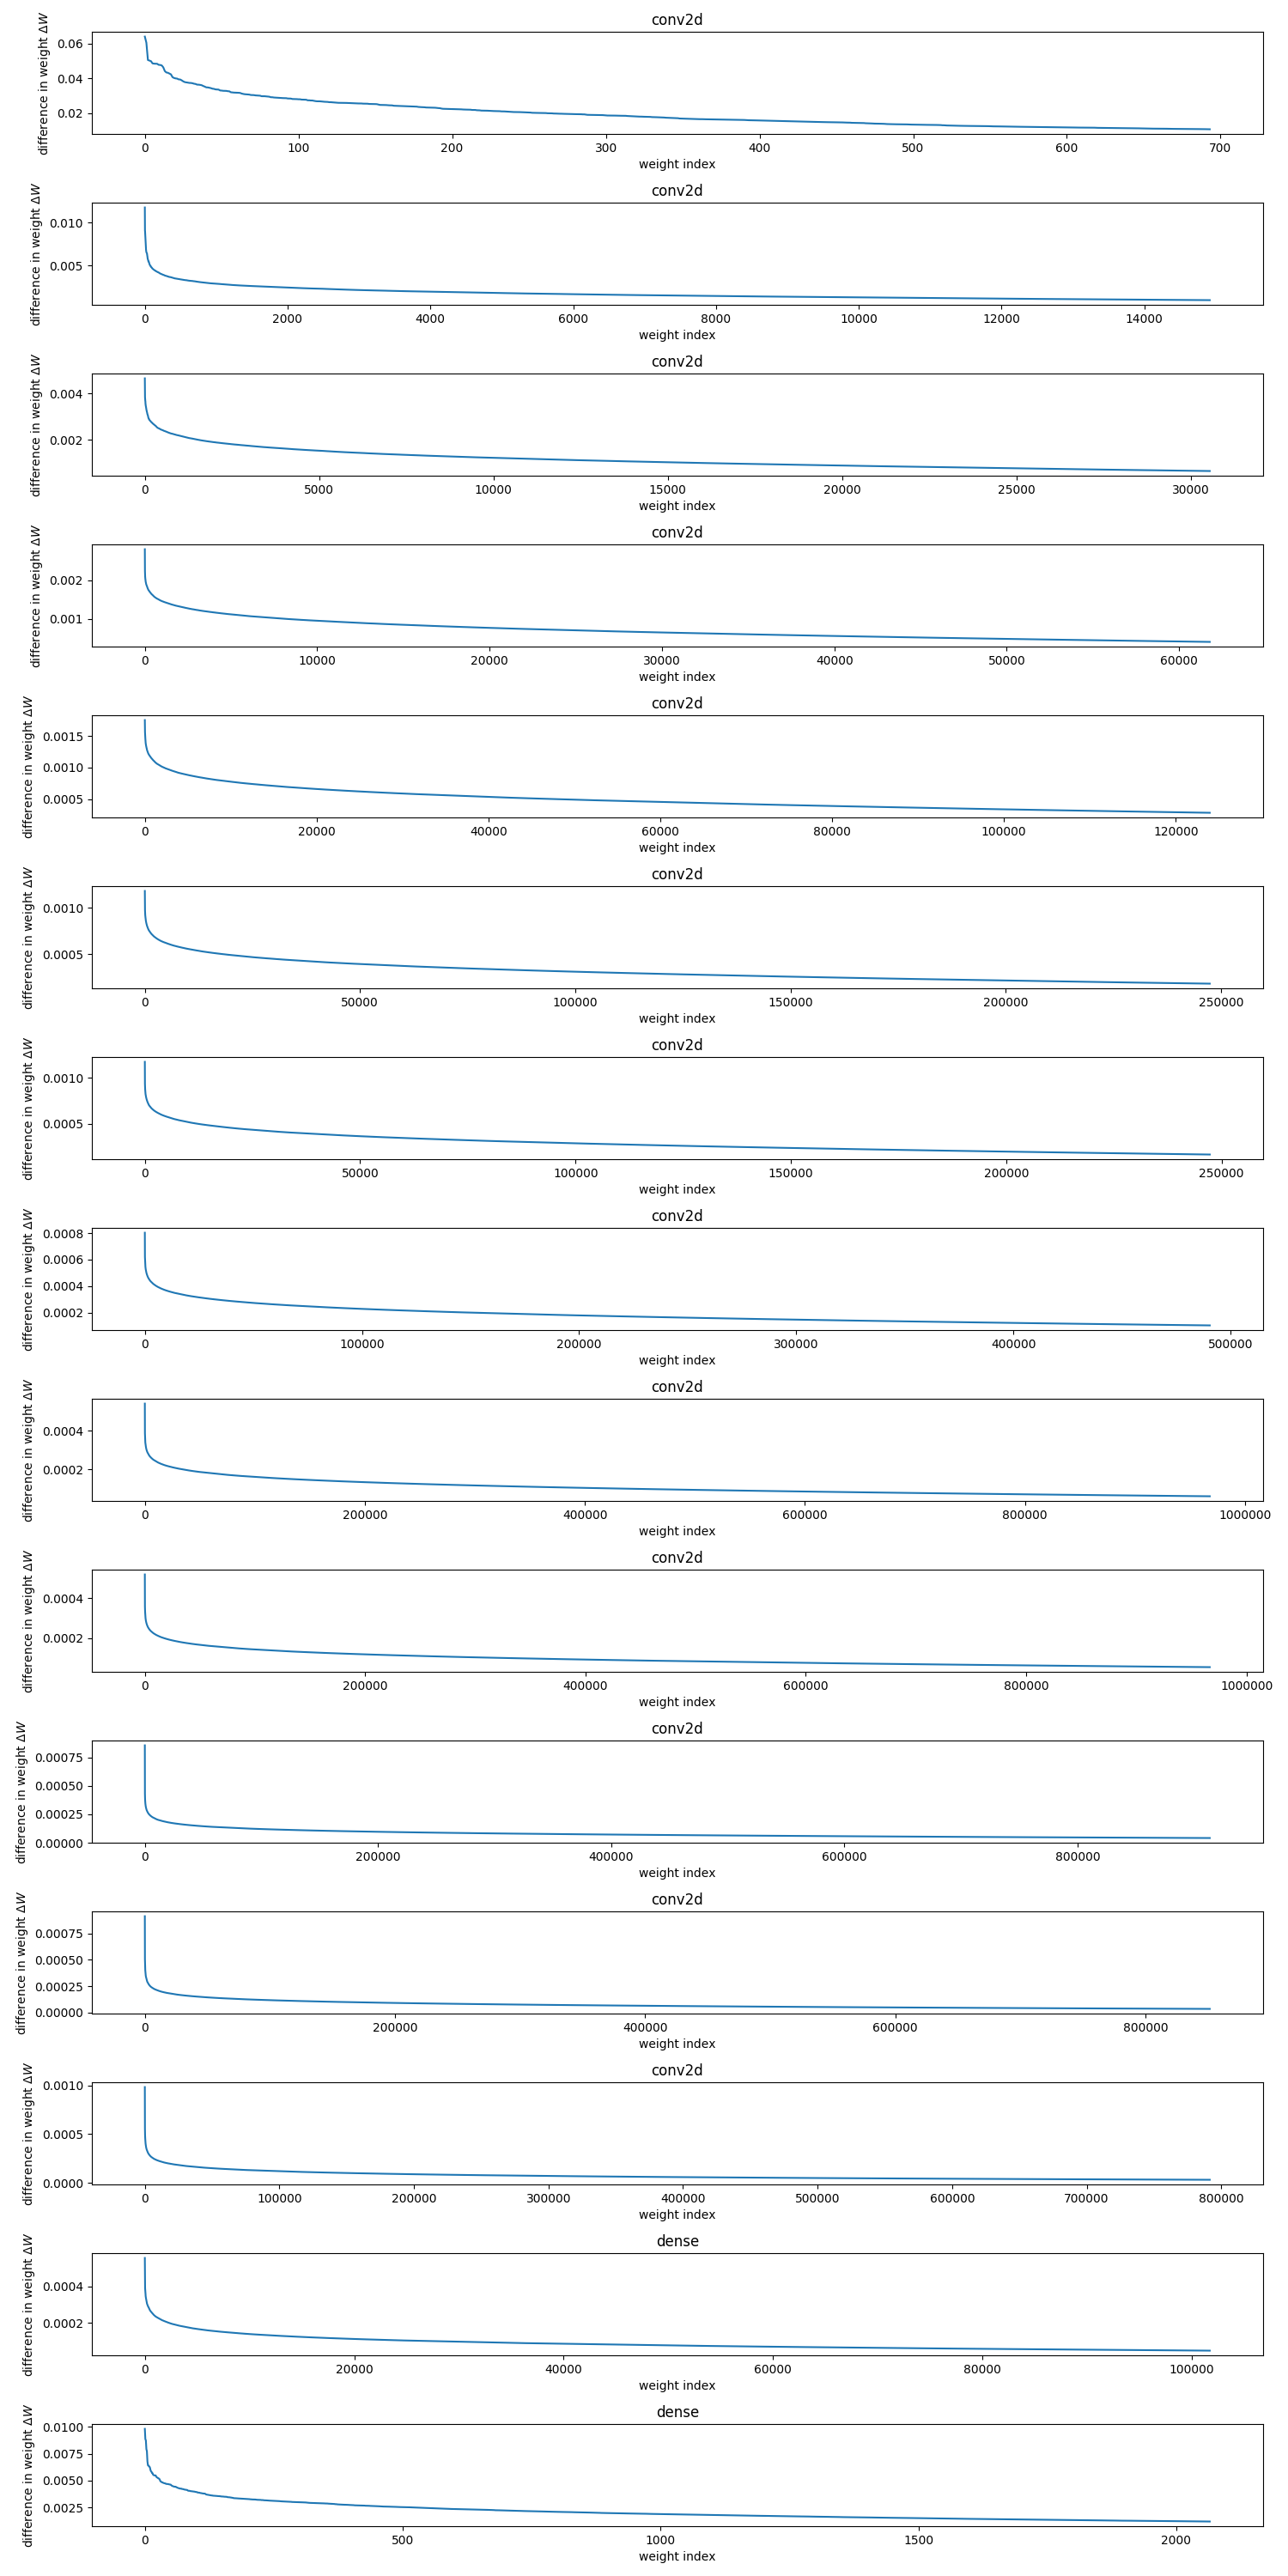 conv2d
difference in weight ΔW
0.06
0.04
0.02
0 100 200 300 400 500 600 700
weight index
conv2d
difference in weight ΔW
0.010
0.005
0 2000 4000 6000 8000 10000 12000 14000
weight index
conv2d
difference in weight ΔW
0.004
0.002
0 5000 10000 15000 20000 25000 30000
weight index
conv2d
difference in weight ΔW
0.002
0.001
0 10000 20000 30000 40000 50000 60000
weight index
conv2d
difference in weight ΔW
0.0015
0.0010
0.0005
0 20000 40000 60000 80000 100000 120000
weight index
conv2d
difference in weight ΔW
0.0010
0.0005
0 50000 100000 150000 200000 250000
weight index
conv2d
difference in weight ΔW
0.0010
0.0005
0 50000 100000 150000 200000 250000
weight index
conv2d
difference in weight ΔW
0.0008
0.0006
0.0004
0.0002
0 100000 200000 300000 400000 500000
weight index
conv2d
difference in weight ΔW
0.0004
0.0002
0 200000 400000 600000 800000 1000000
weight index
conv2d
difference in weight ΔW
0.0004
0.0002
0 200000 400000 600000 800000 1000000
weight index
conv2d
difference in weight ΔW
0.00075
0.00050
0.00025
0.00000
0 200000 400000 600000 800000
weight index
conv2d
difference in weight ΔW
0.00075
0.00050
0.00025
0.00000
0 200000 400000 600000 800000
weight index
conv2d
difference in weight ΔW
0.0010
0.0005
0.0000
0 100000 200000 300000 400000 500000 600000 700000 800000
weight index
dense
difference in weight ΔW
0.0004
0.0002
0 20000 40000 60000 80000 100000
weight index
dense
difference in weight ΔW
0.0100
0.0075
0.0050
0.0025
0 500 1000 1500 2000
weight index